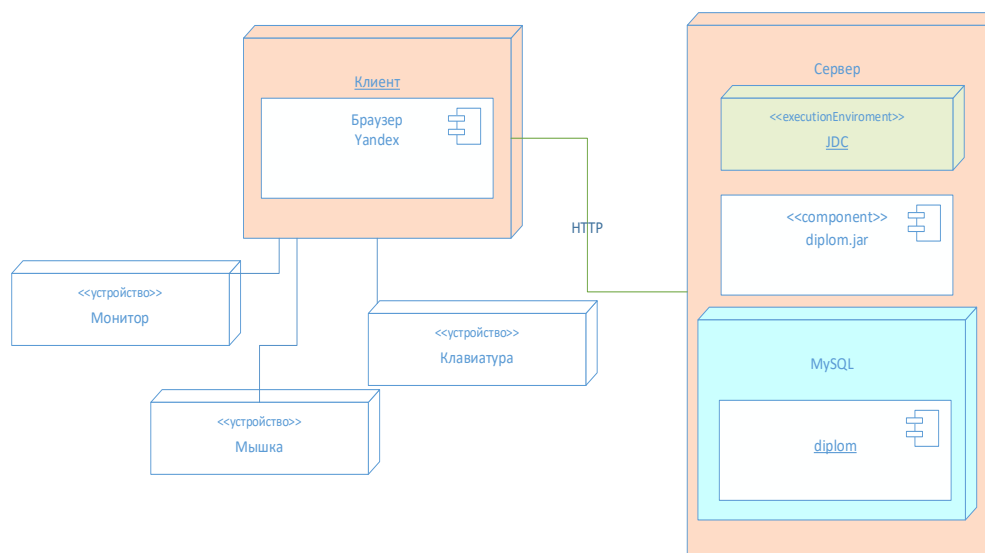 Клиент
Браузер
Yandex
HTTP
<<устройство>>
Монитор
<<устройство>>
Клавиатура
<<устройство>>
Мышка
Сервер
<<executionEnviroment>>
JDC
<<component>>
diplom.jar
MySQL
diplom